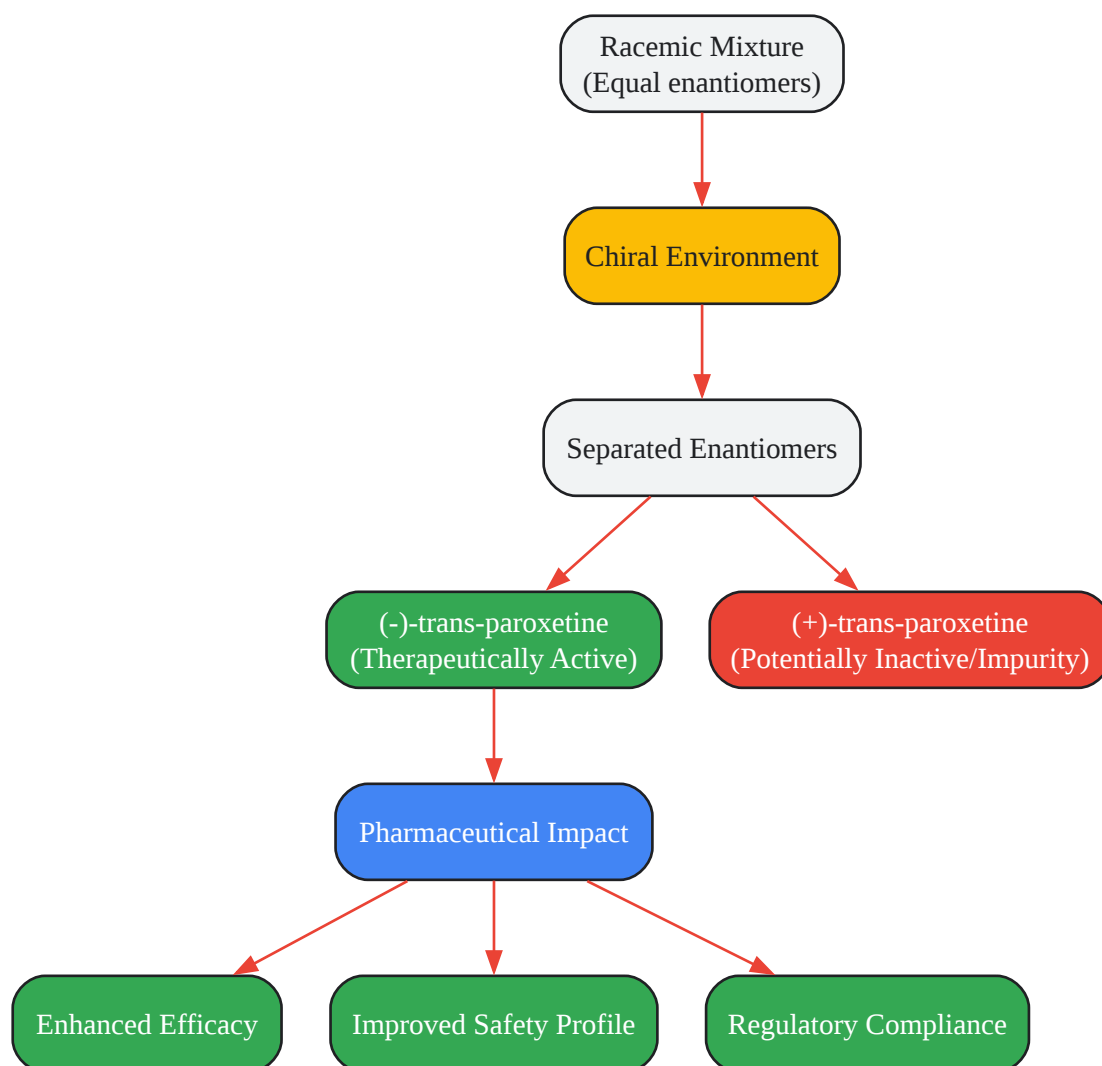 Racemic Mixture
(Equal enantiomers)
Chiral Environment
Separated Enantiomers
(-)-trans-paroxetine
(Therapeutically Active)
(+)-trans-paroxetine
(Potentially Inactive/Impurity)
Pharmaceutical Impact
Enhanced Efficacy
Improved Safety Profile
Regulatory Compliance